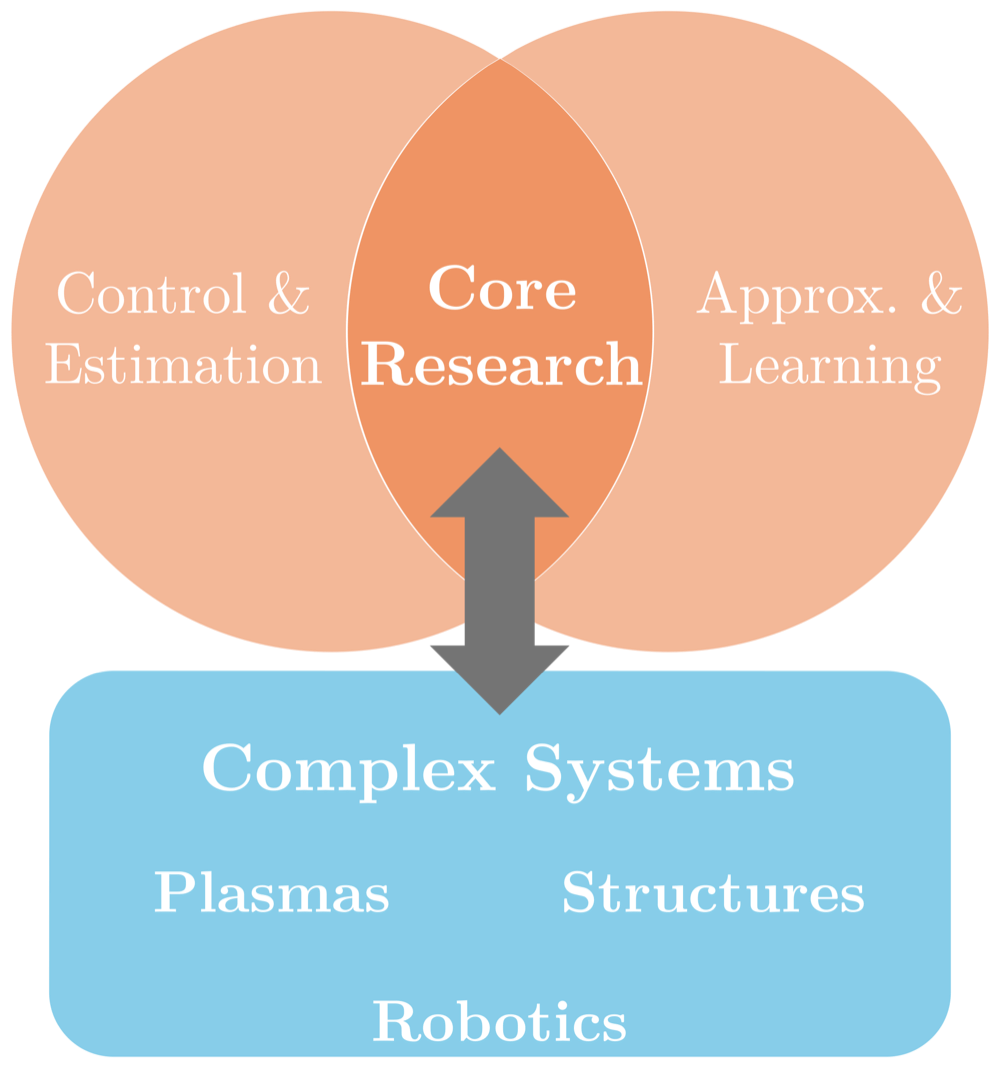 Control &
Estimation
Core
Research
Approx. &
Learning
Complex Systems
Plasmas
Structures
Robotics